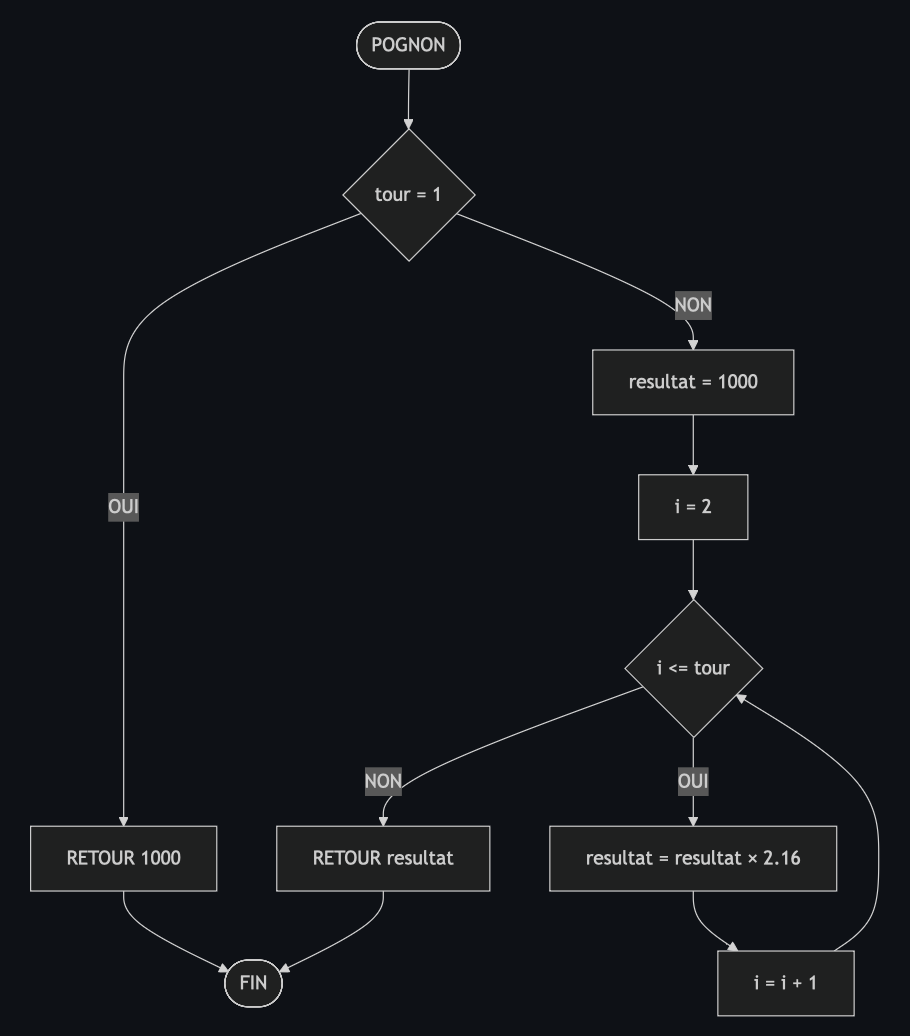 POGNON
tour = 1
NON
resultat = 1000
OUI
i = 2
i <= tour
NON
OUI
RETOUR 1000
RETOUR resultat
resultat = resultat × 2.16
FIN
i = i + 1